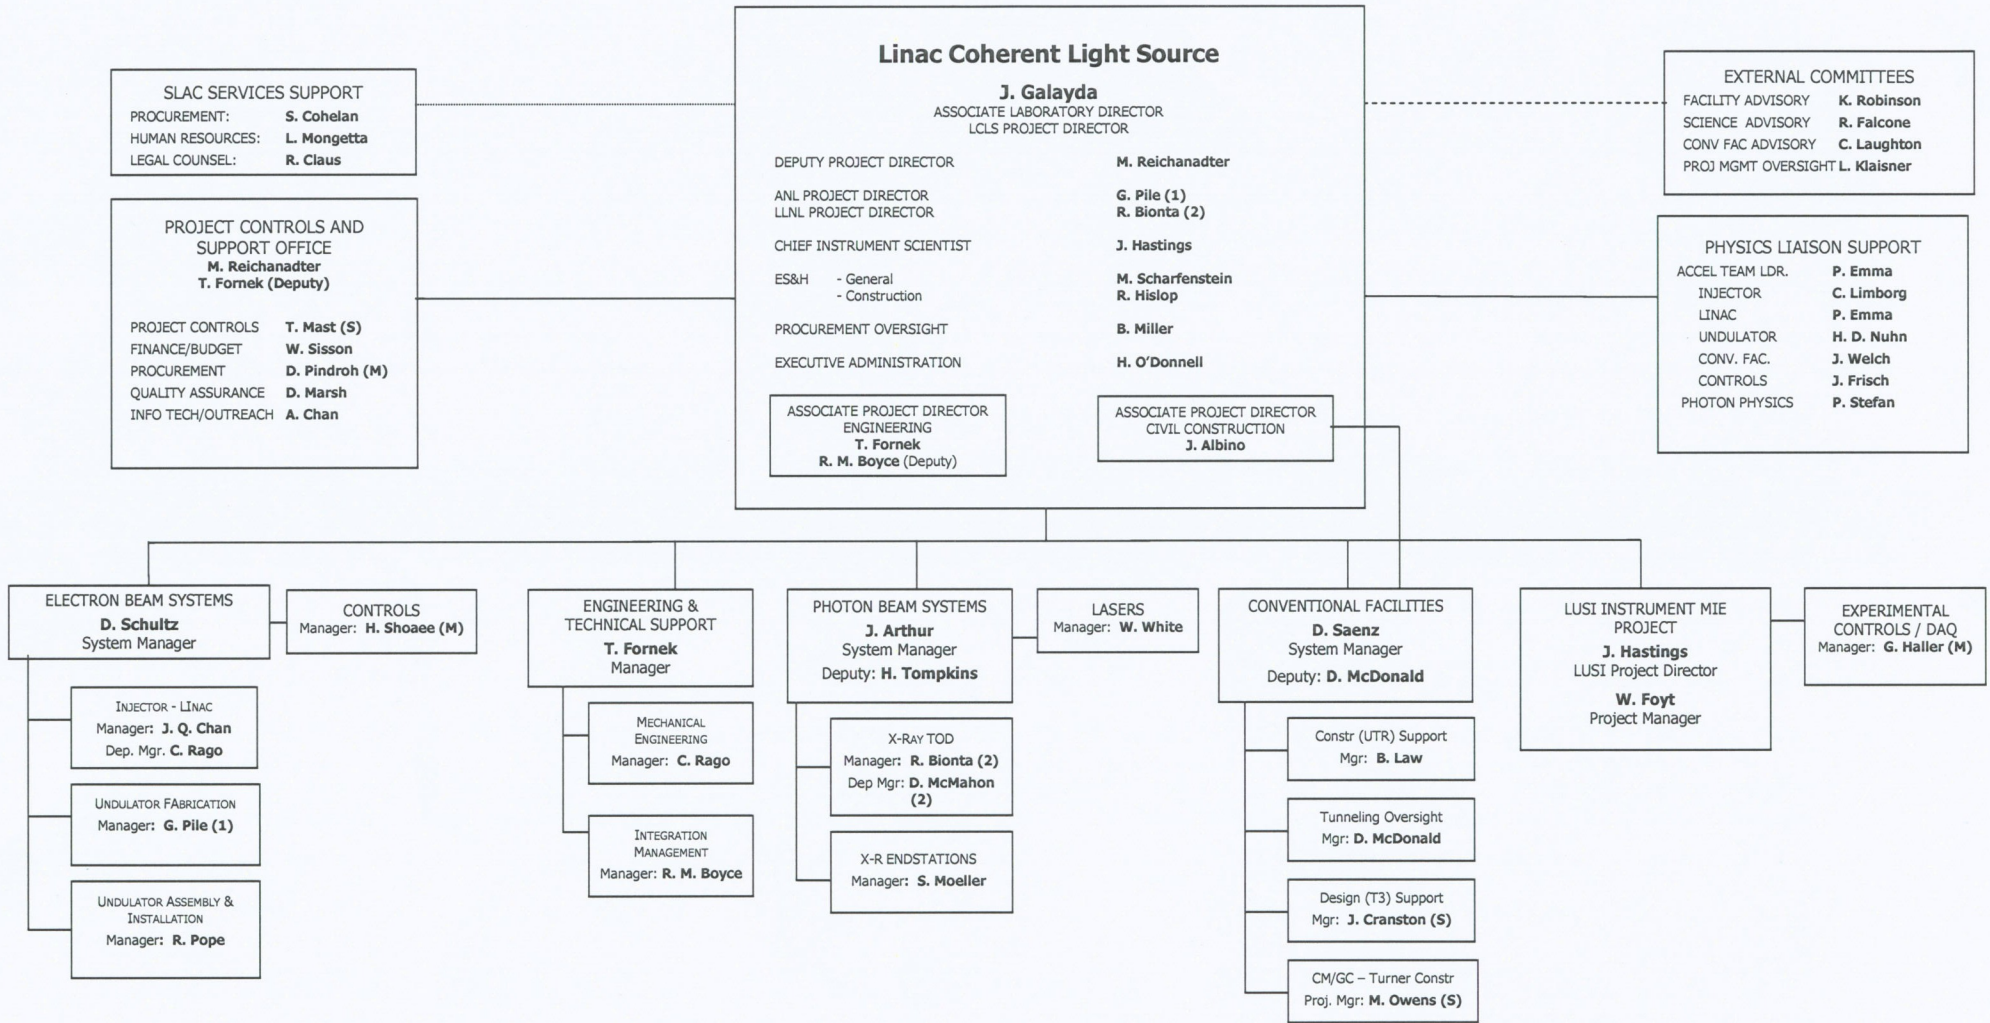 Linac Coherent Light Source
J. Galayda
ASSOCIATE LABORATORY DIRECTOR
LCLS PROJECT DIRECTOR
DEPUTY PROJECT DIRECTOR M. Reichanadter
ANL PROJECT DIRECTOR G. Pile (1)
LLNL PROJECT DIRECTOR R. Bionta (2)
CHIEF INSTRUMENT SCIENTIST J. Hastings
ES&H - General M. Scharfenstein
- Construction R. Hislop
PROCUREMENT OVERSIGHT B. Miller
EXECUTIVE ADMINISTRATION H. O'Donnell
ASSOCIATE PROJECT DIRECTOR
ENGINEERING
T. Fornek
R. M. Boyce (Deputy)
ASSOCIATE PROJECT DIRECTOR
CIVIL CONSTRUCTION
J. Albino
SLAC SERVICES SUPPORT
PROCUREMENT: S. Cohelan
HUMAN RESOURCES: L. Mongetta
LEGAL COUNSEL: R. Claus
PROJECT CONTROLS AND
SUPPORT OFFICE
M. Reichanadter
T. Fornek (Deputy)
PROJECT CONTROLS T. Mast (S)
FINANCE/BUDGET W. Sisson
PROCUREMENT D. Pindroh (M)
QUALITY ASSURANCE D. Marsh
INFO TECH/OUTREACH A. Chan
EXTERNAL COMMITTEES
FACILITY ADVISORY K. Robinson
SCIENCE ADVISORY R. Falcone
CONV FAC ADVISORY C. Laughton
PROJ MGMT OVERSIGHT L. Klaisner
PHYSICS LIAISON SUPPORT
ACCEL TEAM LDR. P. Emma
INJECTOR C. Limborg
LINAC P. Emma
UNDULATOR H. D. Nuhn
CONV. FAC. J. Welch
CONTROLS J. Frisch
PHOTON PHYSICS P. Stefan
ELECTRON BEAM SYSTEMS
D. Schultz
System Manager
CONTROLS
Manager: H. Shoaee (M)
INJECTOR - LINAC
Manager: J. Q. Chan
Dep. Mgr. C. Rago
UNDULATOR FABRICATION
Manager: G. Pile (1)
UNDULATOR ASSEMBLY &
INSTALLATION
Manager: R. Pope
ENGINEERING &
TECHNICAL SUPPORT
T. Fornek
Manager
MECHANICAL
ENGINEERING
Manager: C. Rago
INTEGRATION
MANAGEMENT
Manager: R. M. Boyce
PHOTON BEAM SYSTEMS
J. Arthur
System Manager
Deputy: H. Tompkins
LASERS
Manager: W. White
X-RAY TOD
Manager: R. Bionta (2)
Dep Mgr: D. McMahon
(2)
X-R ENDSTATIONS
Manager: S. Moeller
CONVENTIONAL FACILITIES
D. Saenz
System Manager
Deputy: D. McDonald
Constr (UTR) Support
Mgr: B. Law
Tunneling Oversight
Mgr: D. McDonald
Design (T3) Support
Mgr: J. Cranston (S)
CM/GC – Turner Constr
Proj. Mgr: M. Owens (S)
LUSI INSTRUMENT MIE
PROJECT
J. Hastings
LUSI Project Director
W. Foyt
Project Manager
EXPERIMENTAL
CONTROLS / DAQ
Manager: G. Haller (M)